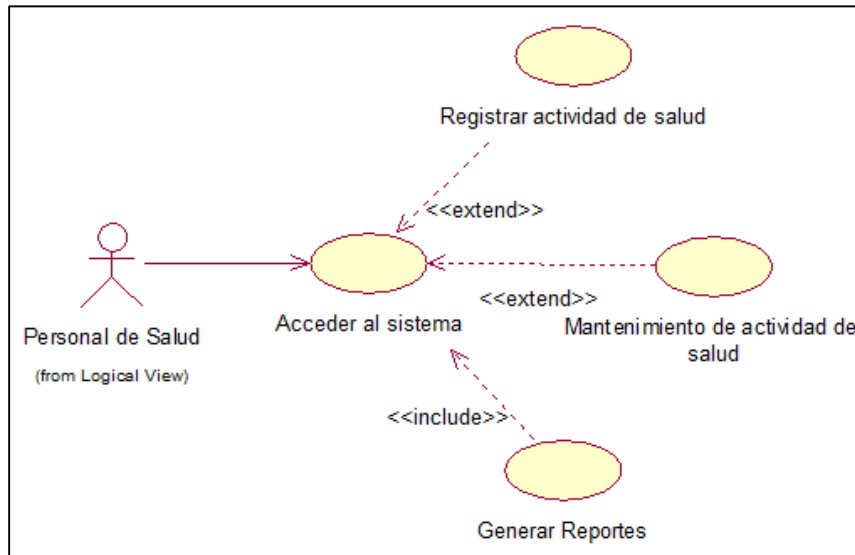 Registrar actividad de salud
<<extend>>
Personal de Salud
(from Logical View)
Acceder al sistema
<<extend>>
Mantenimiento de actividad de
salud
<<include>>
Generar Reportes